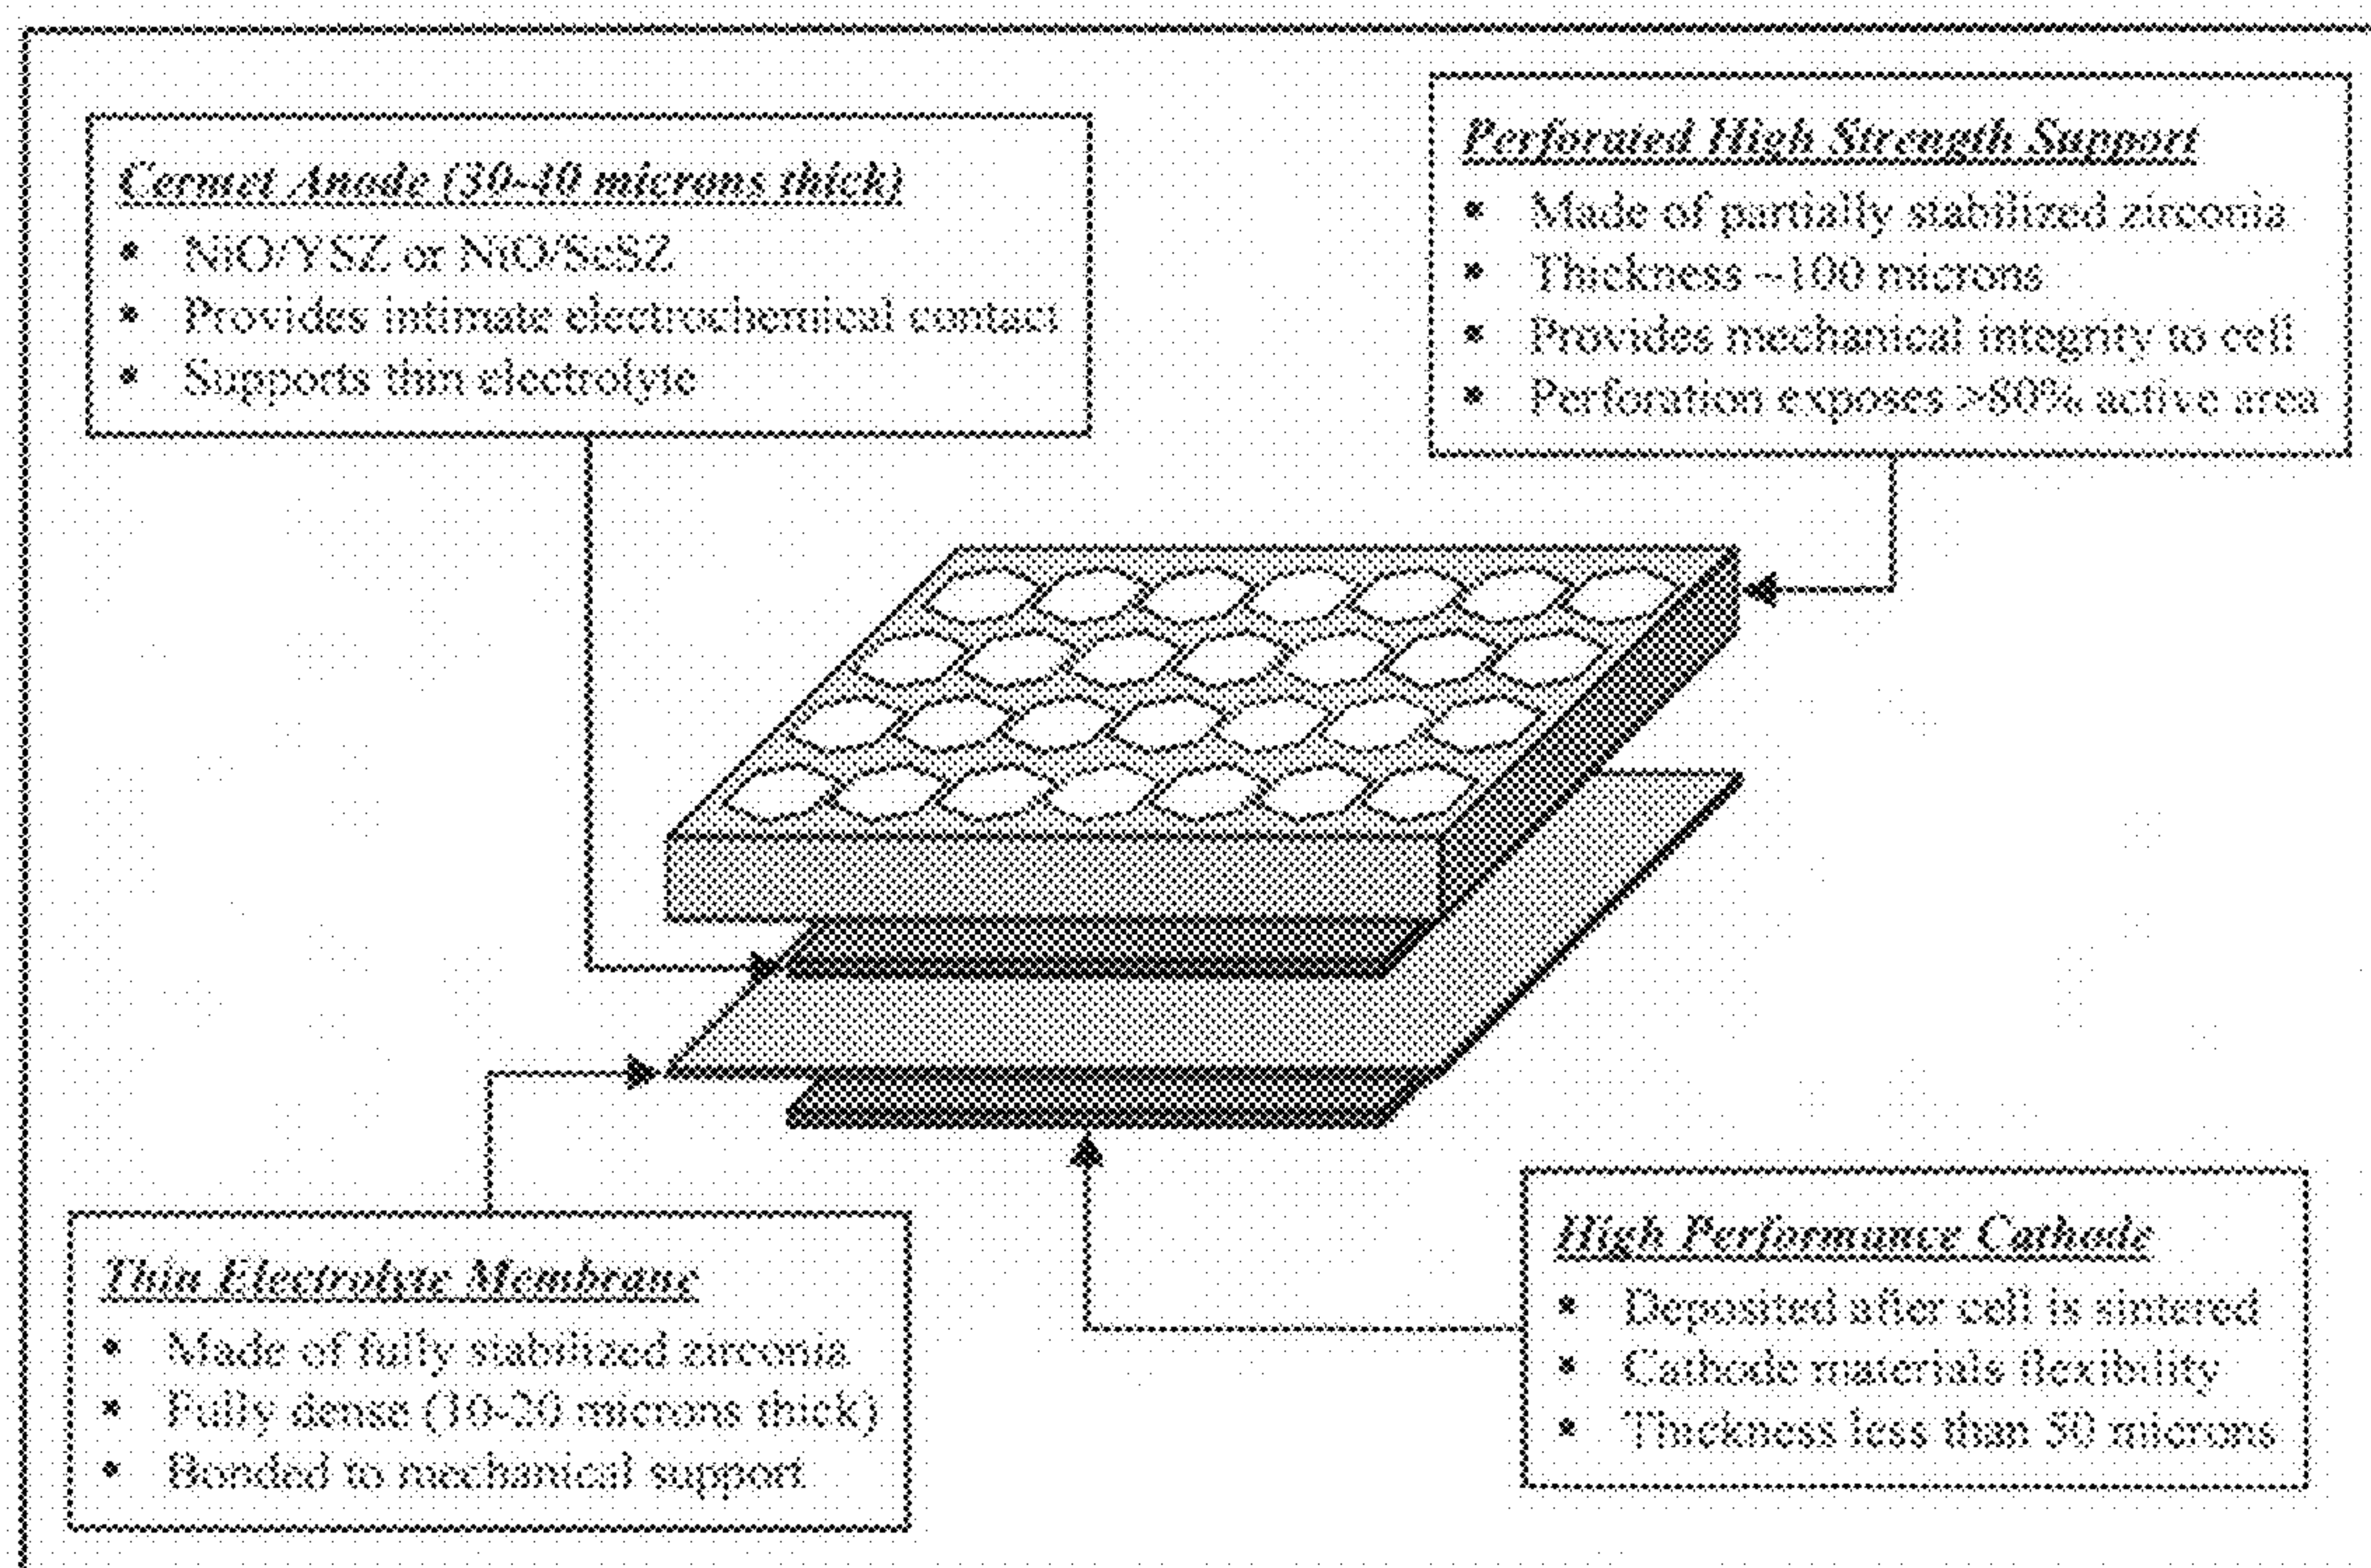 Cermet Anode (30-40 microns thick)
• NiO/YSZ or NiO/ScSZ
• Provides intimate electrochemical contact
• Supports thin electrolyte
Perforated High Strength Support
• Made of partially stabilized zirconia
• Thickness ~100 microns
• Provides mechanical integrity to cell
• Perforation exposes >80% active area
Thin Electrolyte Membrane
• Made of fully stabilized zirconia
• Fully dense (10-20 microns thick)
• Bonded to mechanical support
High Performance Cathode
• Deposited after cell is sintered
• Cathode materials flexibility
• Thickness less than 50 microns